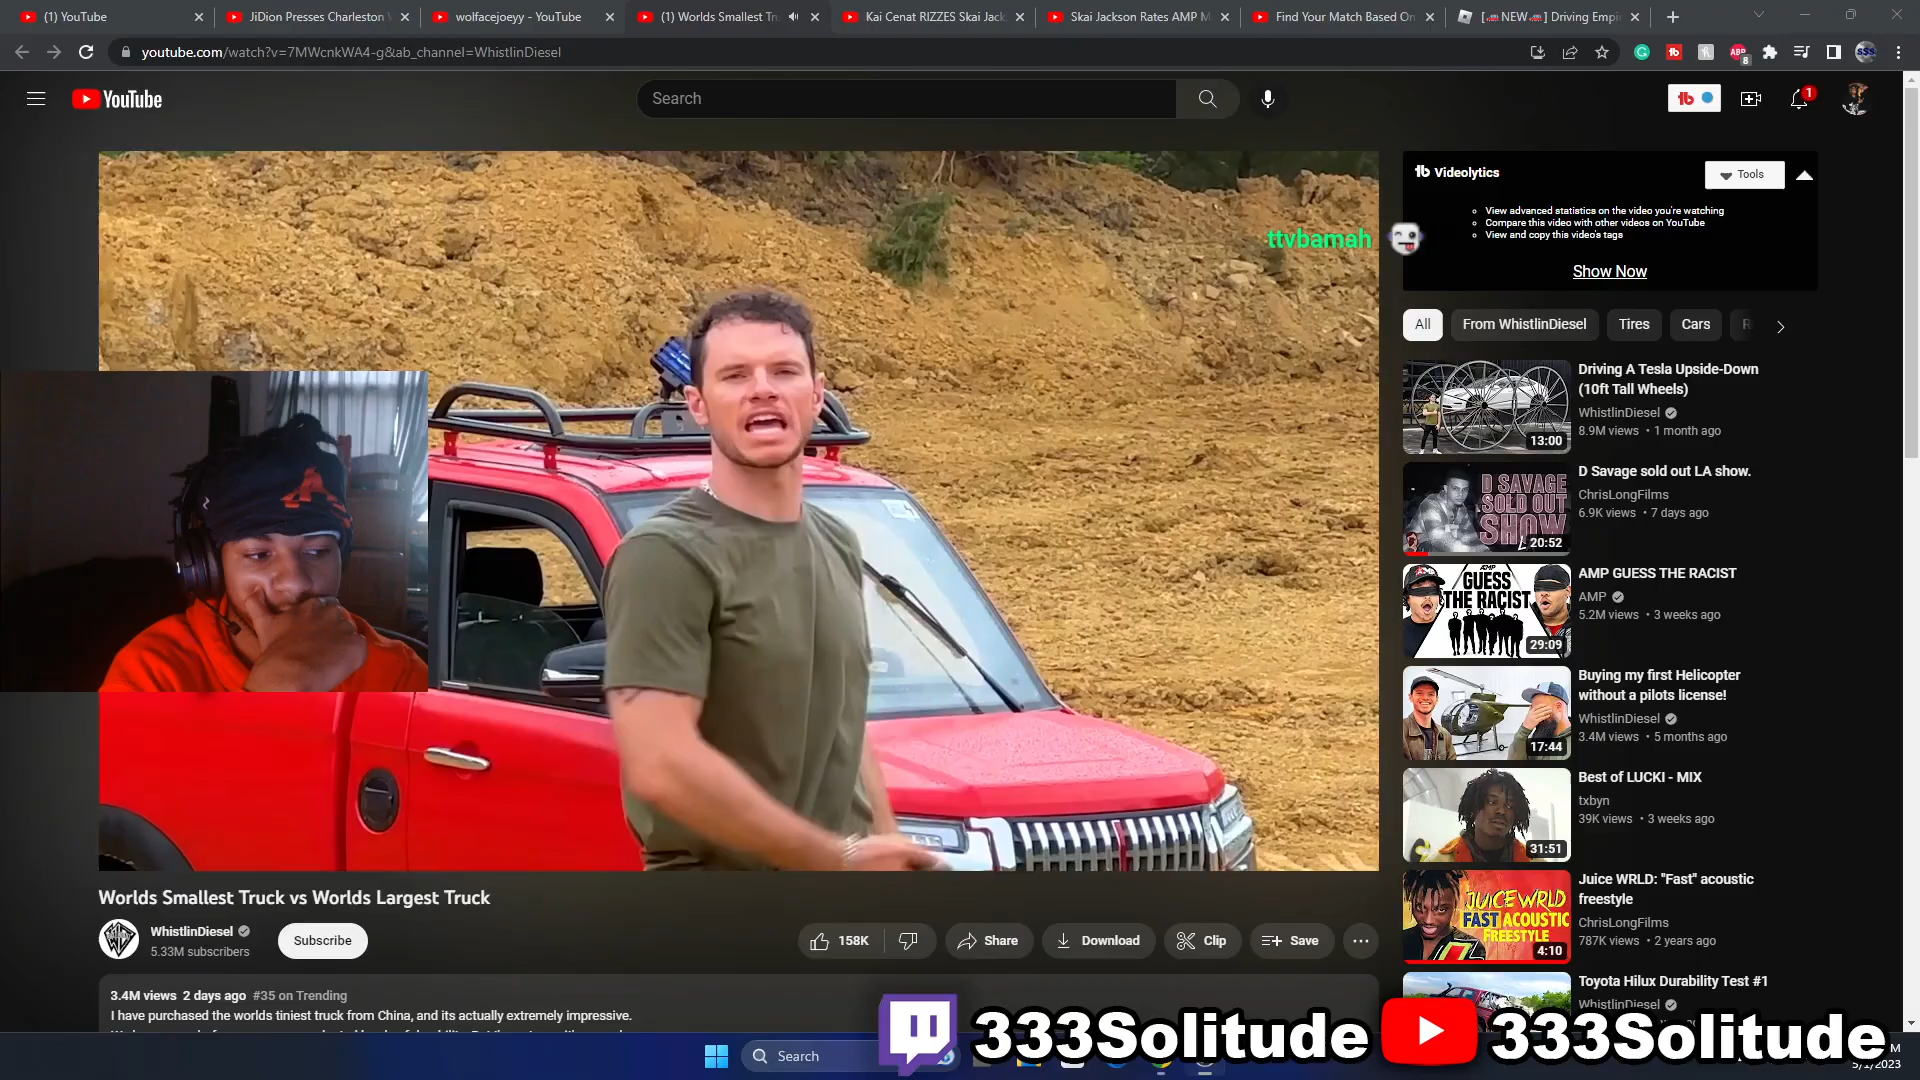 (1) YouTube
JiDion Presses Charleston
wolfacejoeyy - YouTube
(1) Worlds Smallest Tr
Kai Cenat RIZZES Skai Jack
Skai Jackson Rates AMP M
Find Your Match Based On
[🚗NEW🚗] Driving Empi
youtube.com/watch?v=7MWcnkWA4-g&ab_channel=WhistlinDiesel
ABP
8
$$$
YouTube
Search
tb
1
tb Videolytics
Tools
View advanced statistics on the video you're watching
Compare this video with other videos on YouTube
View and copy this video's tags
Show Now
ttvbamah
All
From WhistlinDiesel
Tires
Cars
R
Driving A Tesla Upside-Down
(10ft Tall Wheels)
WhistlinDiesel
8.9M views • 1 month ago
13:00
D Savage sold out LA show.
ChrisLongFilms
6.9K views • 7 days ago
D SAVAGE
SOLD OUT
SHOW
20:52
AMP GUESS THE RACIST
AMP
5.2M views • 3 weeks ago
AMP
GUESS
THE RACIST
29:09
Buying my first Helicopter
without a pilots license!
WhistlinDiesel
3.4M views • 5 months ago
17:44
Best of LUCKI - MIX
txbyn
39K views • 3 weeks ago
31:51
Juice WRLD: "Fast" acoustic
freestyle
ChrisLongFilms
787K views • 2 years ago
JUICE WRLD
FAST ACOUSTIC
FREESTYLE
4:10
Toyota Hilux Durability Test #1
WhistlinDiesel
A
Worlds Smallest Truck vs Worlds Largest Truck
WhistlinDiesel
5.33M subscribers
Subscribe
158K
Share
Download
Clip
Save
3.4M views 2 days ago #35 on Trending
I have purchased the worlds tiniest truck from China, and its actually extremely impressive.
333Solitude
333Solitude
Search
M
5/1/2023